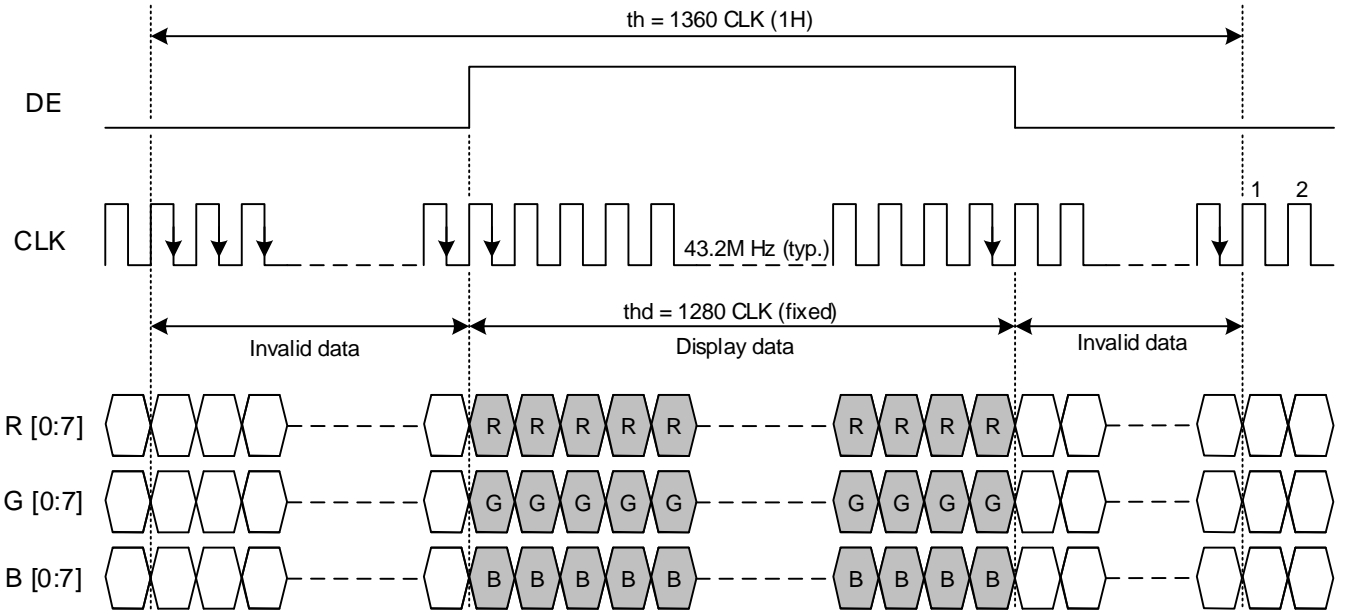 th = 1360 CLK (1H)
DE
1 2
CLK
43.2M Hz (typ.)
thd = 1280 CLK (fixed)
Invalid data Display data Invalid data
R [0:7] R R R R R R R R R
G [0:7] G G G G G G G G G
B [0:7] B B B B B B B B B